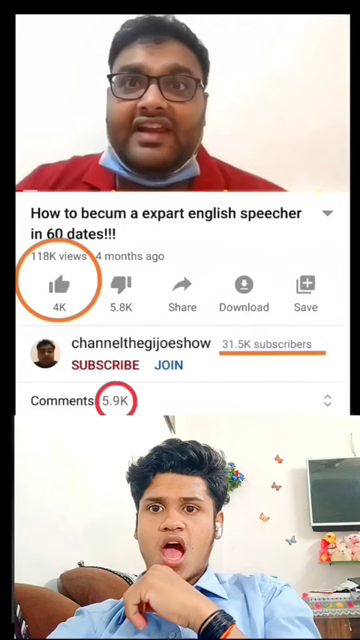 How to becum a expart english speecher
in 60 dates!!!
118K views · 4 months ago
4K 5.8K Share Download Save
channelthegijoeshow 31.5K subscribers
SUBSCRIBE JOIN
Comments 5.9K